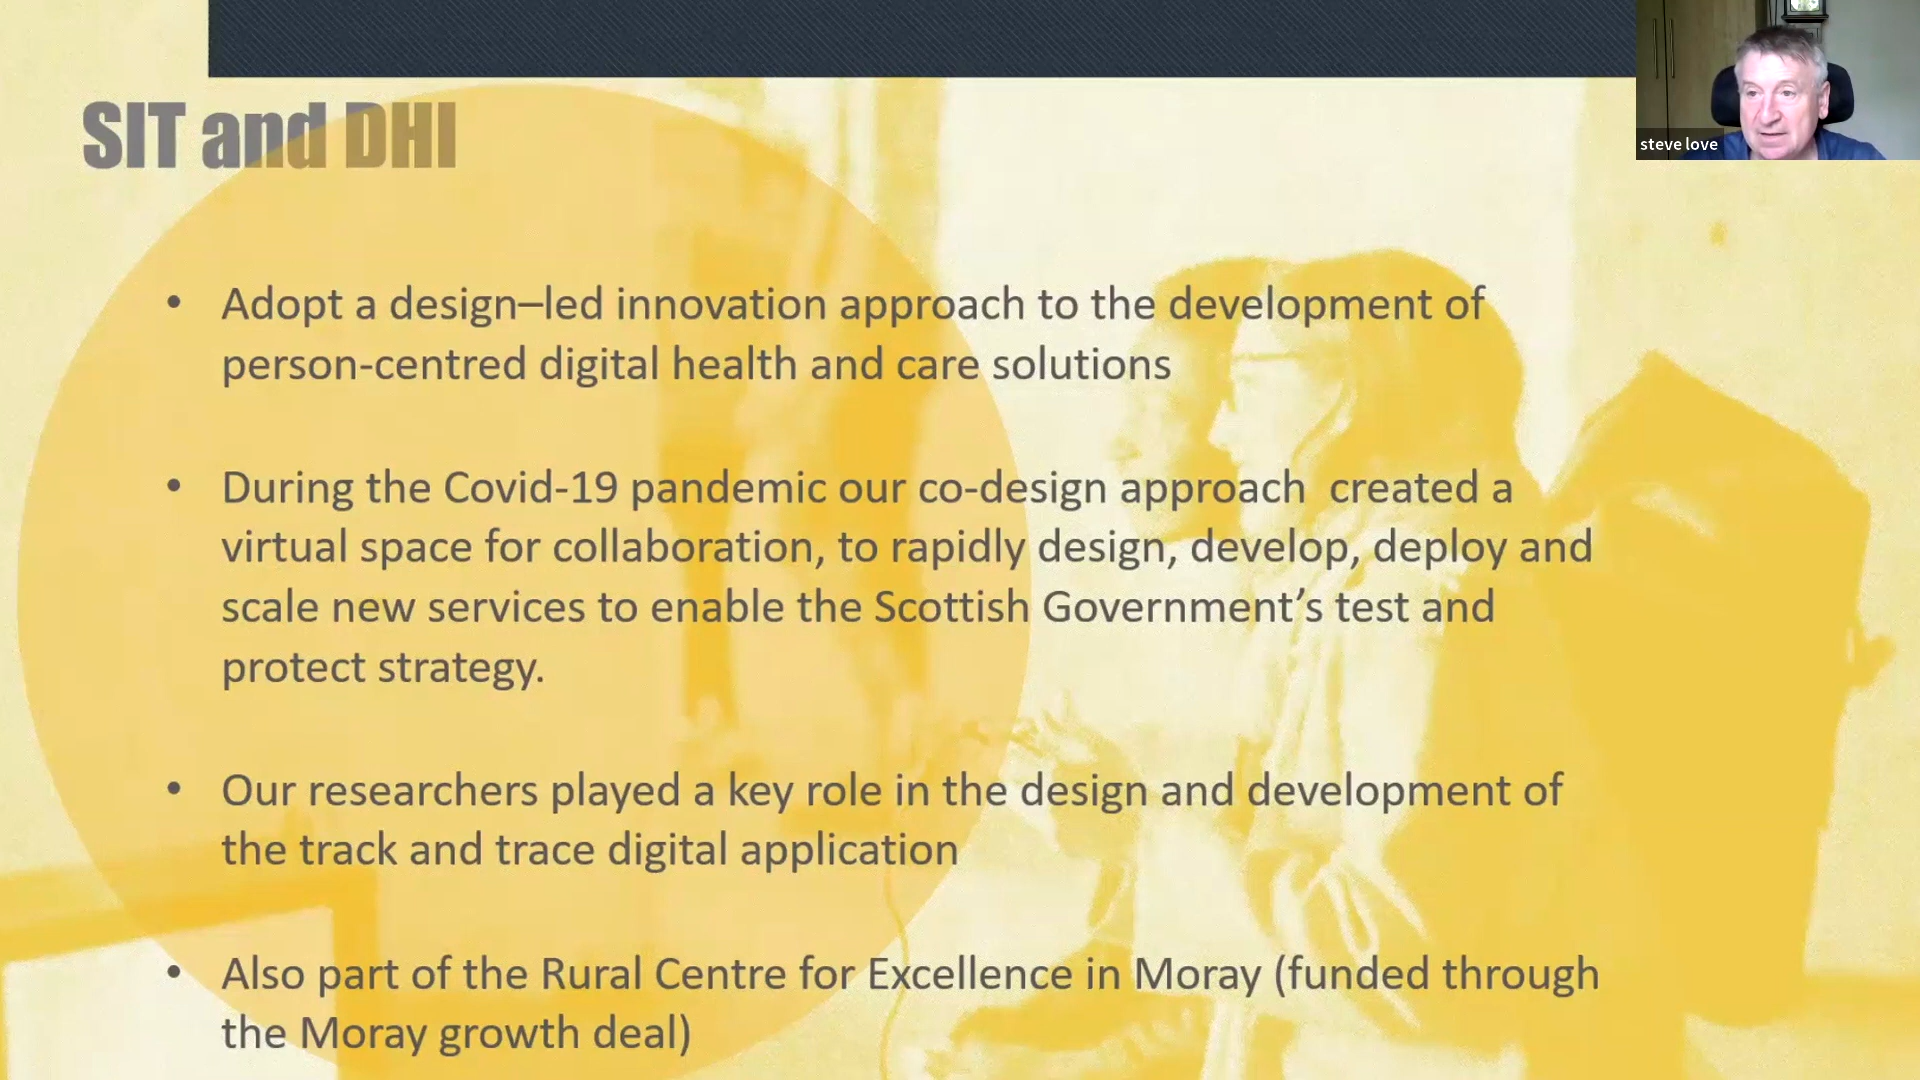 SIT and DHI
steve love
• Adopt a design–led innovation approach to the development of
person-centred digital health and care solutions
• During the Covid-19 pandemic our co-design approach  created a
virtual space for collaboration, to rapidly design, develop, deploy and
scale new services to enable the Scottish Government’s test and
protect strategy.
• Our researchers played a key role in the design and development of
the track and trace digital application
• Also part of the Rural Centre for Excellence in Moray (funded through
the Moray growth deal)